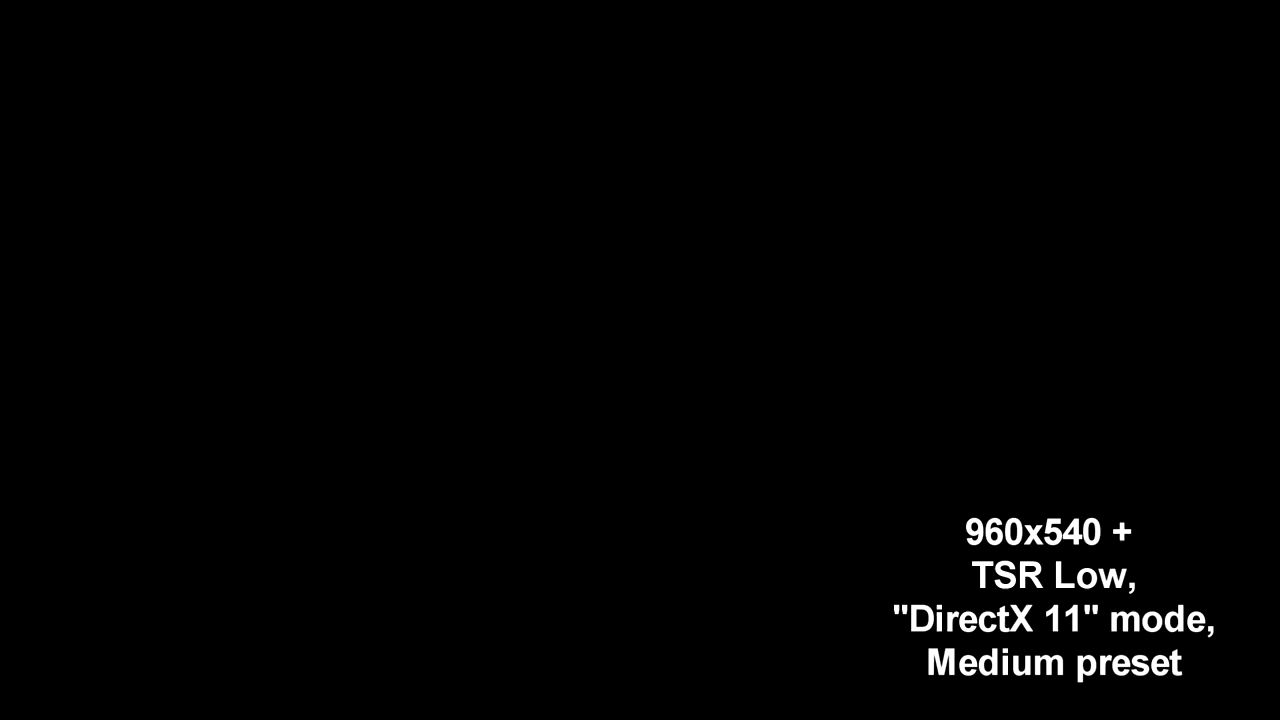 960x540 +
TSR Low,
"DirectX 11" mode,
Medium preset